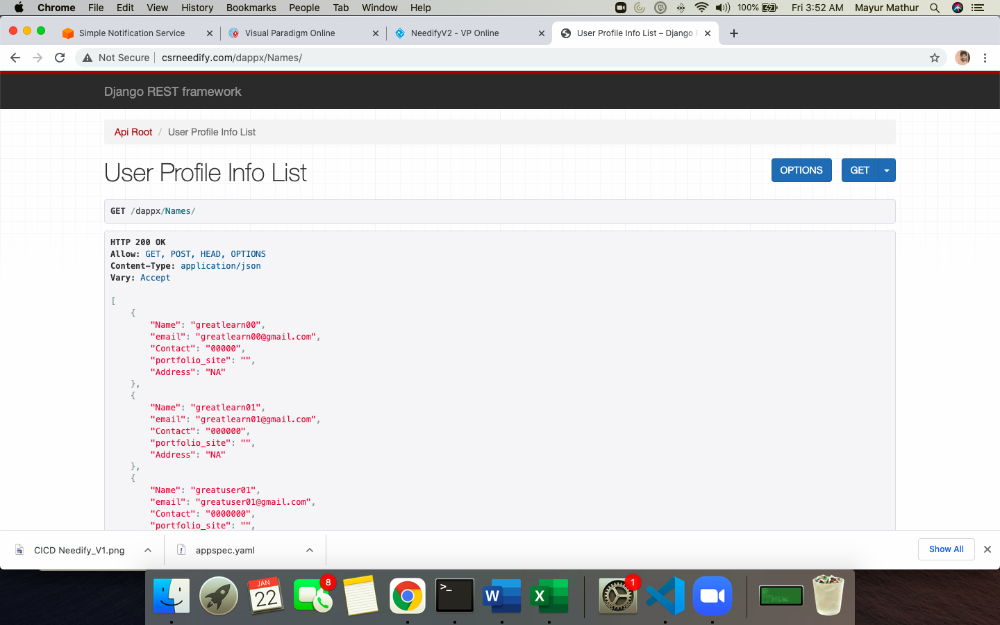 Chrome File Edit View History Bookmarks People Tab Window Help 100% Fri 3:52 AM Mayur Mathur
Simple Notification Service Visual Paradigm Online NeedifyV2 - VP Online User Profile Info List – Django
Not Secure csrneedify.com/dappx/Names/
Django REST framework
Api Root / User Profile Info List
User Profile Info List OPTIONS GET
GET /dappx/Names/
HTTP 200 OK
Allow: GET, POST, HEAD, OPTIONS
Content-Type: application/json
Vary: Accept
[
{
"Name": "greatlearn00",
"email": "greatlearn00@gmail.com",
"Contact": "00000",
"portfolio_site": "",
"Address": "NA"
},
{
"Name": "greatlearn01",
"email": "greatlearn01@gmail.com",
"Contact": "000000",
"portfolio_site": "",
"Address": "NA"
},
{
"Name": "greatuser01",
"email": "greatuser01@gmail.com",
"Contact": "0000000",
"portfolio_site": "",
CICD Needify_V1.png appspec.yaml Show All
JAN 8 1
22 >_ W X